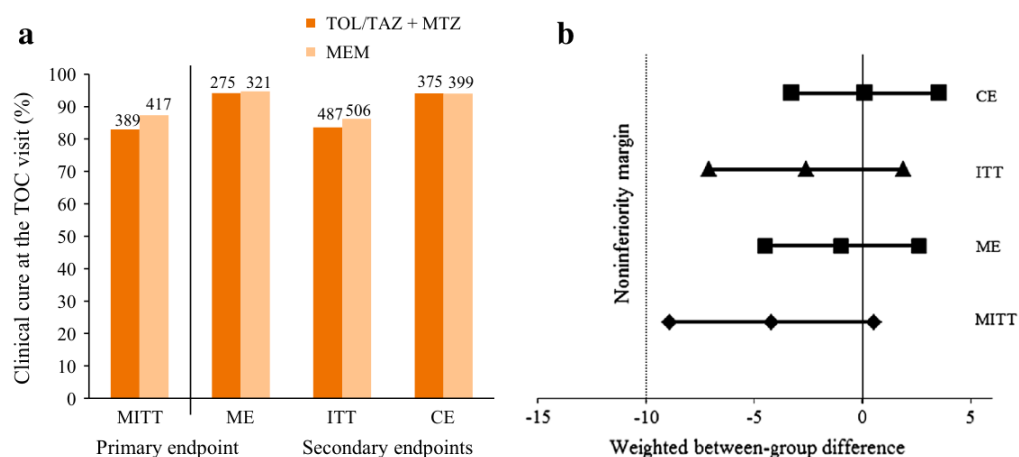 a
TOL/TAZ + MTZ
MEM
Clinical cure at the TOC visit (%)
100
90
80
70
60
50
40
30
20
10
0
389
417
275
321
487
506
375
399
MITT
ME
ITT
CE
Primary endpoint
Secondary endpoints
b
Noninferiority margin
CE
ITT
ME
MITT
-15
-10
-5
0
5
Weighted between-group difference